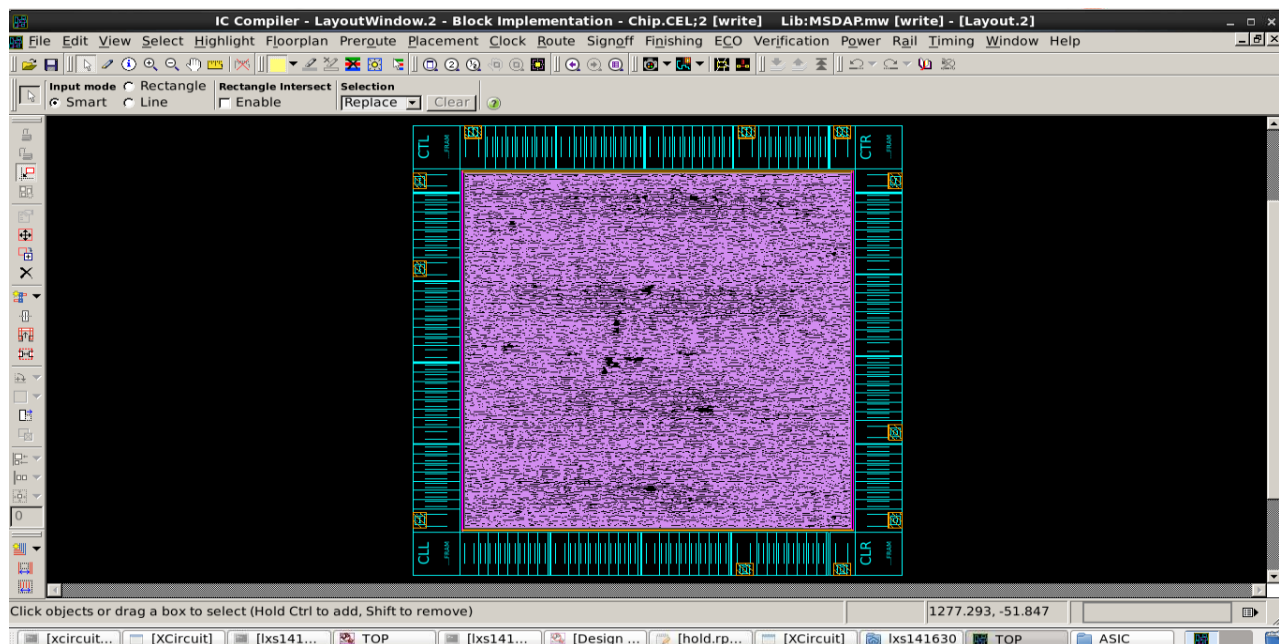 IC Compiler - LayoutWindow.2 - Block Implementation - Chip.CEL;2 [write] Lib:MSDAP.mw [write] - [Layout.2]
File Edit View Select Highlight Floorplan Preroute Placement Clock Route Signoff Finishing ECO Verification Power Rail Timing Window Help
Input mode Rectangle Rectangle Intersect Selection
Smart Line Enable Replace Clear
CTL CTR
0
CLL CLR
Click objects or drag a box to select (Hold Ctrl to add, Shift to remove) 1277.293, -51.847
[xcircuit... [XCircuit] [lxs141... TOP [lxs141... [Design ... [hold.rp... [XCircuit] lxs141630 TOP ASIC